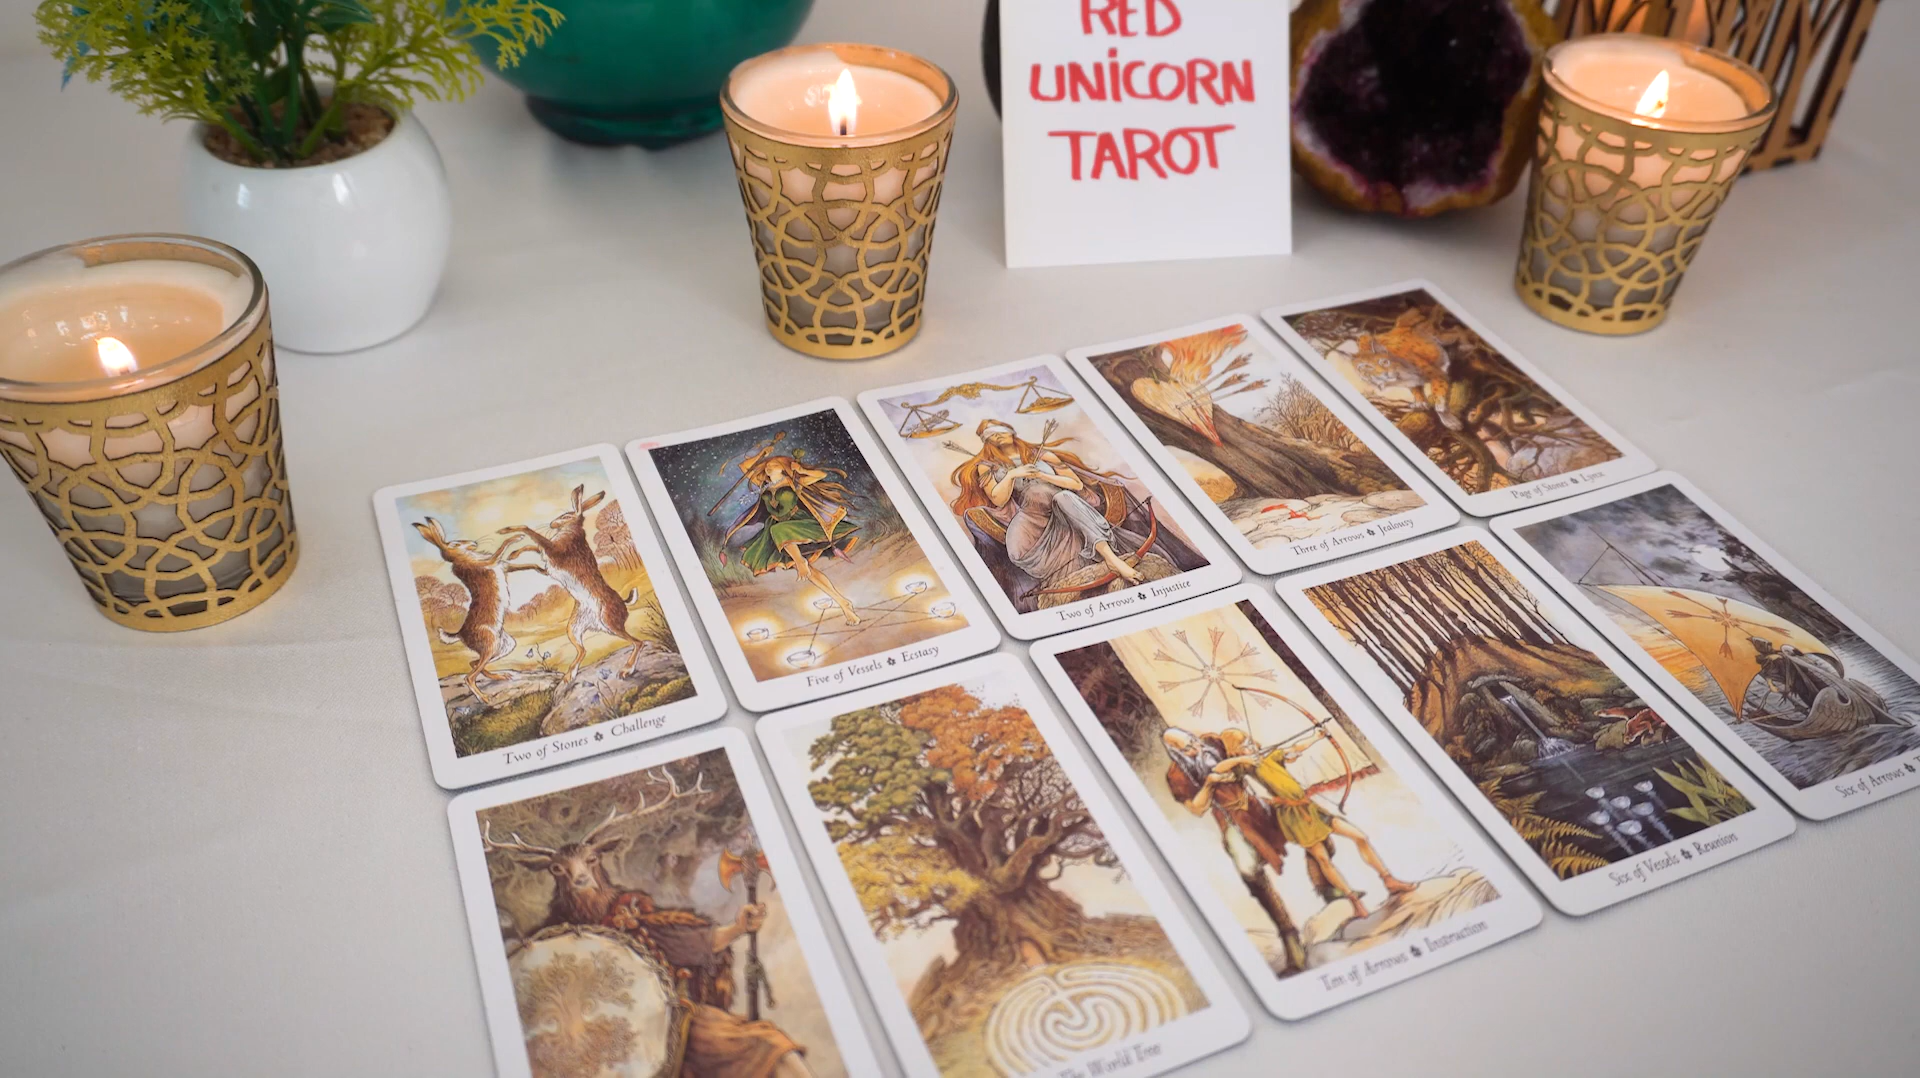 RED
UNiCORN
TAROT
Page of Stones Lynx
Three of Arrows Jealousy
Two of Arrows Injustice
Five of Vessels Ecstasy
Two of Stones Challenge
Six of Arrows
Six of Vessels Reunion
Ten of Arrows Instruction
The World Tree